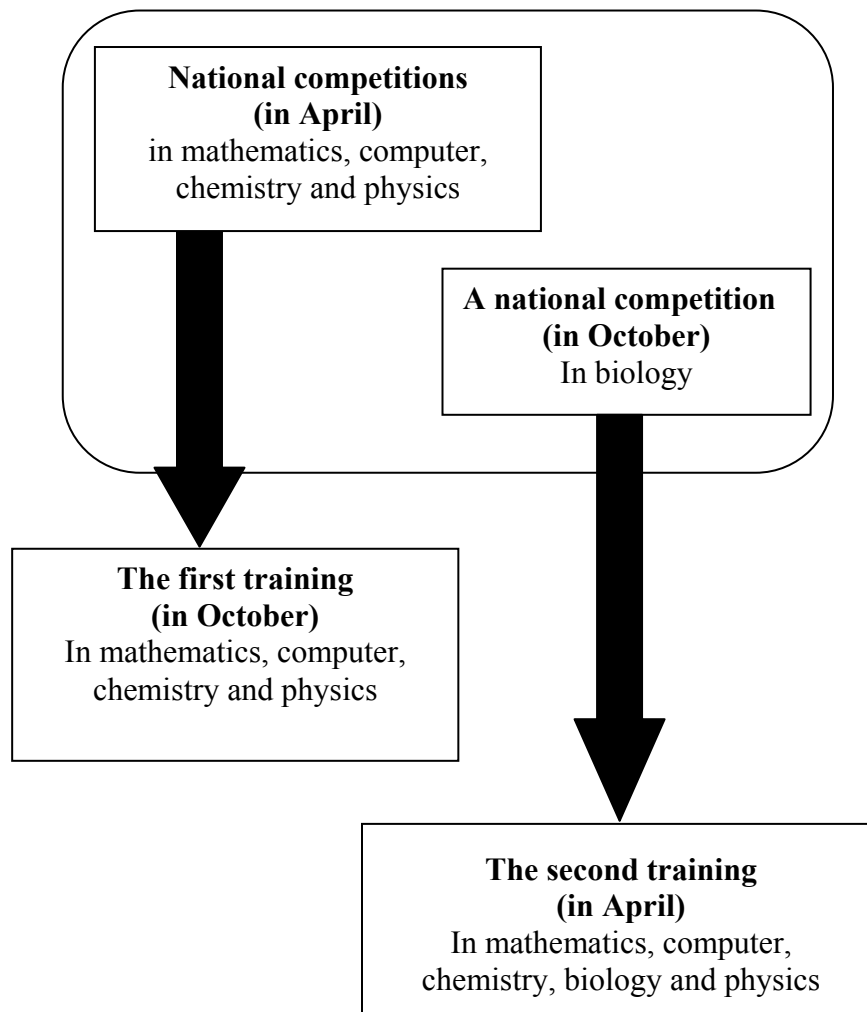 National competitions
(in April)
in mathematics, computer,
chemistry and physics
A national competition
(in October)
In biology
The first training
(in October)
In mathematics, computer,
chemistry and physics
The second training
(in April)
In mathematics, computer,
chemistry, biology and physics